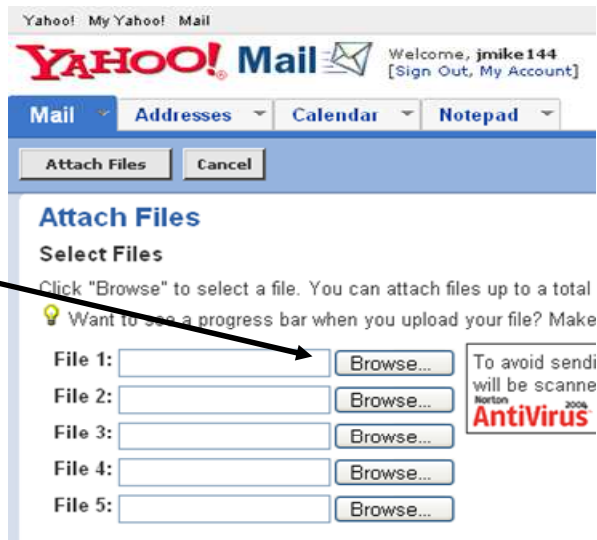 Yahoo! My Yahoo! Mail
YAHOO! Mail
Welcome, jmike144
[Sign Out, My Account]
Mail Addresses Calendar Notepad
Attach Files Cancel
Attach Files
Select Files
Click "Browse" to select a file. You can attach files up to a total
Want to see a progress bar when you upload your file? Make
File 1: Browse...
To avoid sendi
will be scanne
Norton 2004
AntiVirus
File 2: Browse...
File 3: Browse...
File 4: Browse...
File 5: Browse...